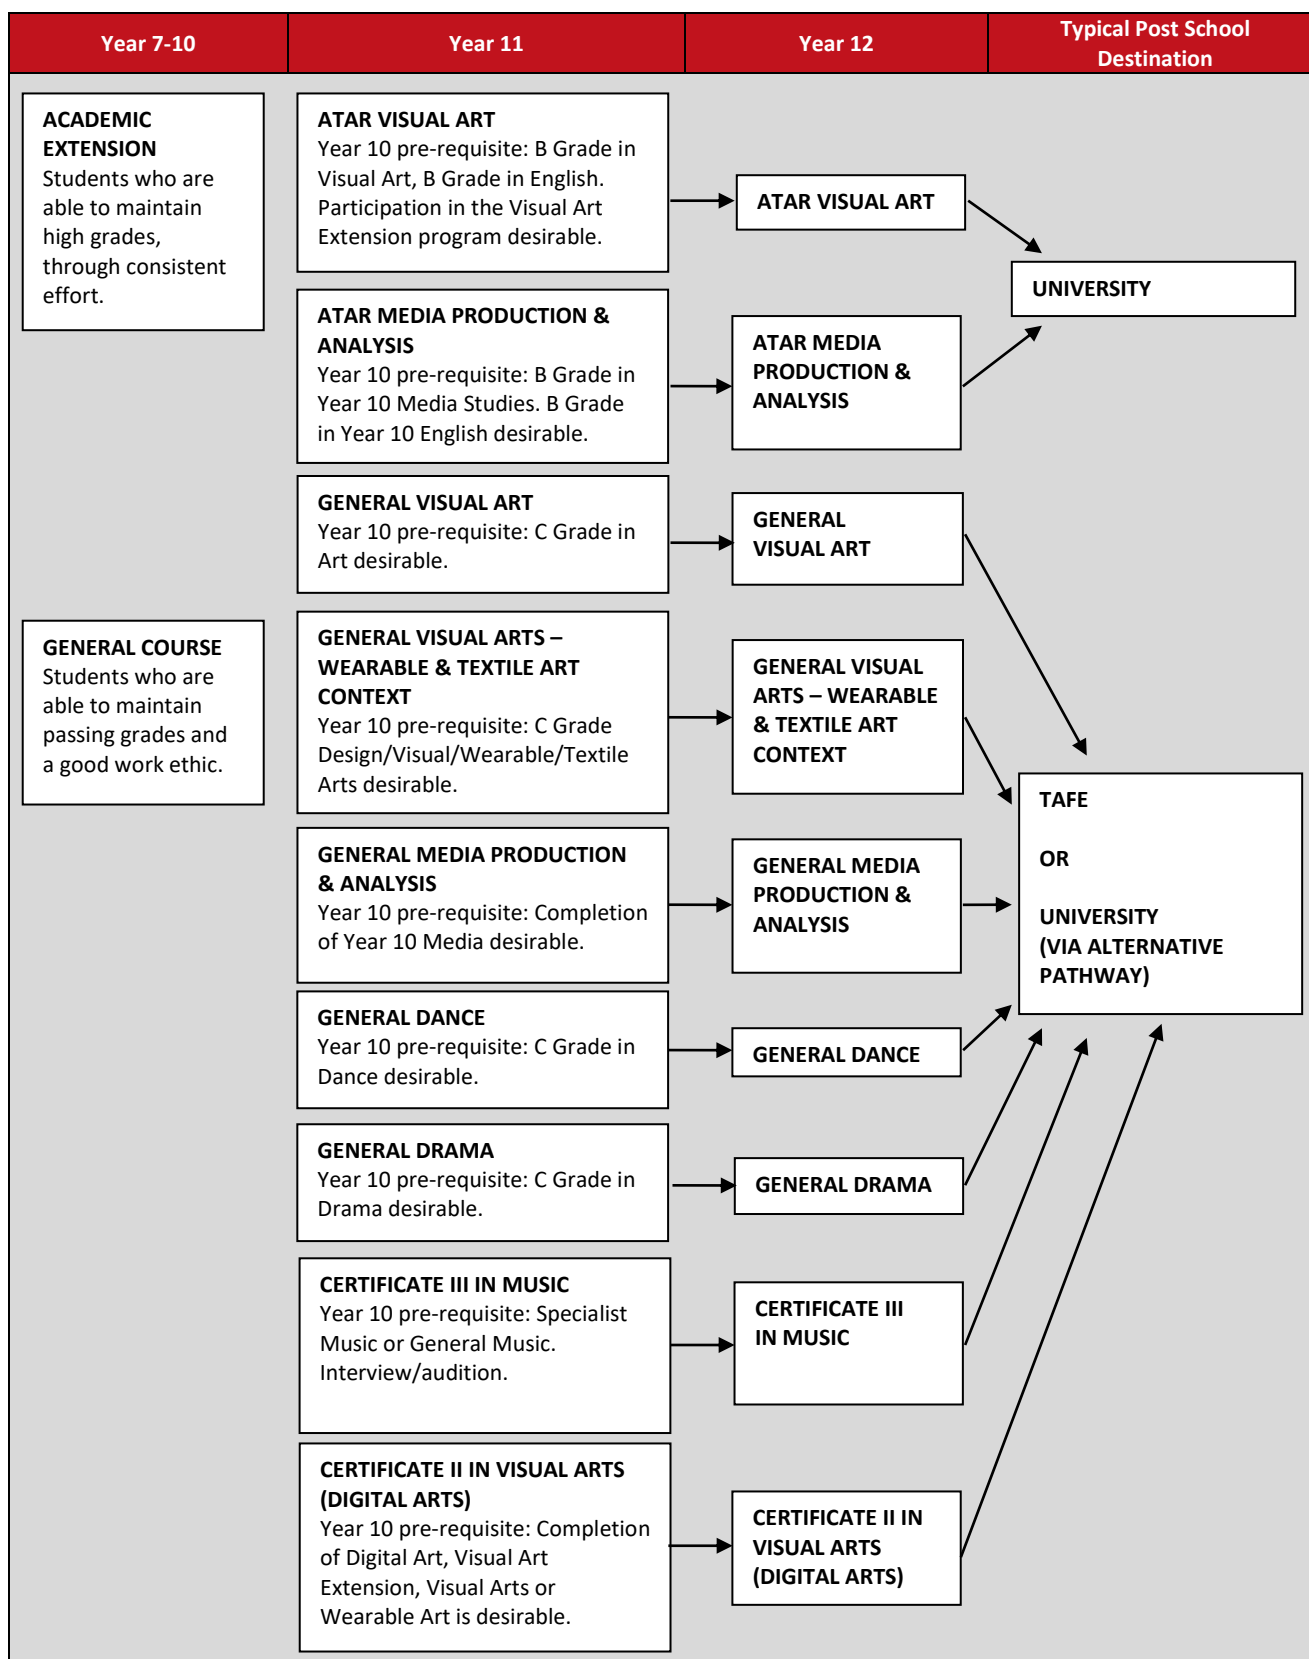 Year 7-10
Year 11
Year 12
Typical Post School
Destination
ACADEMIC
EXTENSION
Students who are
able to maintain
high grades,
through consistent
effort.
ATAR VISUAL ART
Year 10 pre-requisite: B Grade in
Visual Art, B Grade in English.
Participation in the Visual Art
Extension program desirable.
ATAR VISUAL ART
UNIVERSITY
ATAR MEDIA PRODUCTION &
ANALYSIS
Year 10 pre-requisite: B Grade in
Year 10 Media Studies. B Grade
in Year 10 English desirable.
ATAR MEDIA
PRODUCTION &
ANALYSIS
GENERAL VISUAL ART
Year 10 pre-requisite: C Grade in
Art desirable.
GENERAL
VISUAL ART
GENERAL COURSE
Students who are
able to maintain
passing grades and
a good work ethic.
GENERAL VISUAL ARTS –
WEARABLE & TEXTILE ART
CONTEXT
Year 10 pre-requisite: C Grade
Design/Visual/Wearable/Textile
Arts desirable.
GENERAL VISUAL
ARTS – WEARABLE
& TEXTILE ART
CONTEXT
TAFE
OR
UNIVERSITY
(VIA ALTERNATIVE
PATHWAY)
GENERAL MEDIA PRODUCTION
& ANALYSIS
Year 10 pre-requisite: Completion
of Year 10 Media desirable.
GENERAL MEDIA
PRODUCTION &
ANALYSIS
GENERAL DANCE
Year 10 pre-requisite: C Grade in
Dance desirable.
GENERAL DANCE
GENERAL DRAMA
Year 10 pre-requisite: C Grade in
Drama desirable.
GENERAL DRAMA
CERTIFICATE III IN MUSIC
Year 10 pre-requisite: Specialist
Music or General Music.
Interview/audition.
CERTIFICATE III
IN MUSIC
CERTIFICATE II IN VISUAL ARTS
(DIGITAL ARTS)
Year 10 pre-requisite: Completion
of Digital Art, Visual Art
Extension, Visual Arts or
Wearable Art is desirable.
CERTIFICATE II IN
VISUAL ARTS
(DIGITAL ARTS)